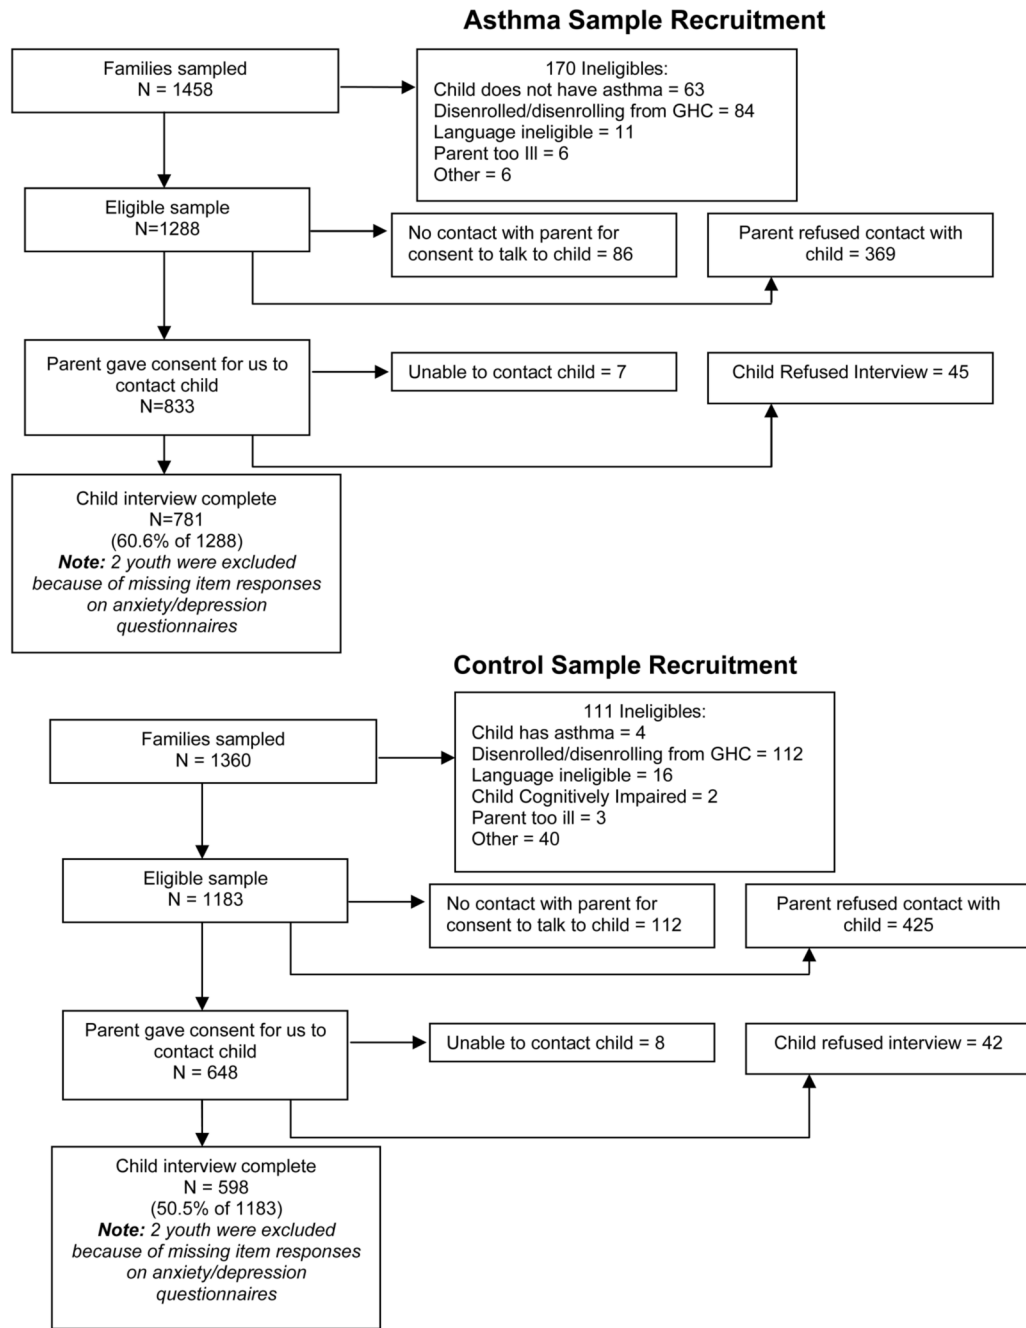 Asthma Sample Recruitment
Families sampled
N = 1458
170 Ineligibles:
Child does not have asthma = 63
Disenrolled/disenrolling from GHC = 84
Language ineligible = 11
Parent too Ill = 6
Other = 6
Eligible sample
N=1288
No contact with parent for
consent to talk to child = 86
Parent refused contact with
child = 369
Parent gave consent for us to
contact child
N=833
Unable to contact child = 7
Child Refused Interview = 45
Child interview complete
N=781
(60.6% of 1288)
Note: 2 youth were excluded
because of missing item responses
on anxiety/depression
questionnaires
Control Sample Recruitment
Families sampled
N = 1360
111 Ineligibles:
Child has asthma = 4
Disenrolled/disenrolling from GHC = 112
Language ineligible = 16
Child Cognitively Impaired = 2
Parent too ill = 3
Other = 40
Eligible sample
N = 1183
No contact with parent for
consent to talk to child = 112
Parent refused contact with
child = 425
Parent gave consent for us to
contact child
N = 648
Unable to contact child = 8
Child refused interview = 42
Child interview complete
N = 598
(50.5% of 1183)
Note: 2 youth were excluded
because of missing item responses
on anxiety/depression
questionnaires